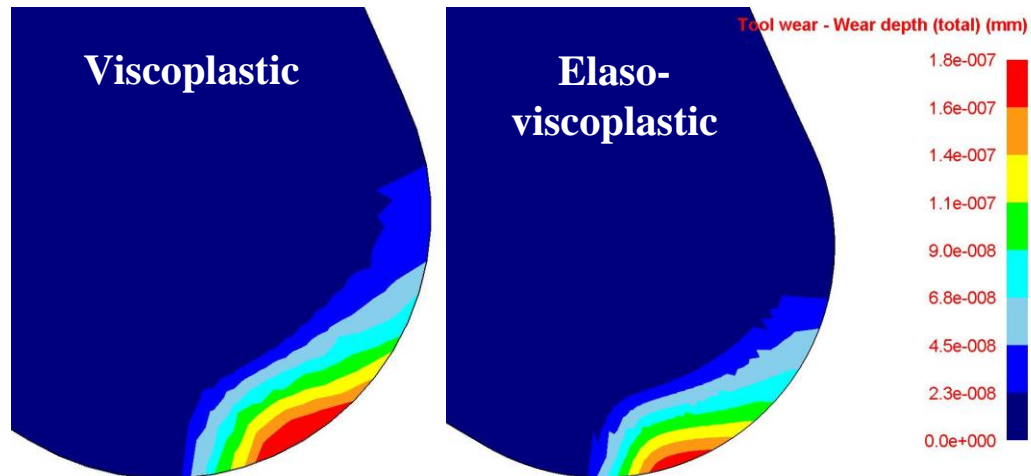 Viscoplastic
Elaso-
viscoplastic
Tool wear - Wear depth (total) (mm)
1.8e-007
1.6e-007
1.4e-007
1.1e-007
9.0e-008
6.8e-008
4.5e-008
2.3e-008
0.0e+000